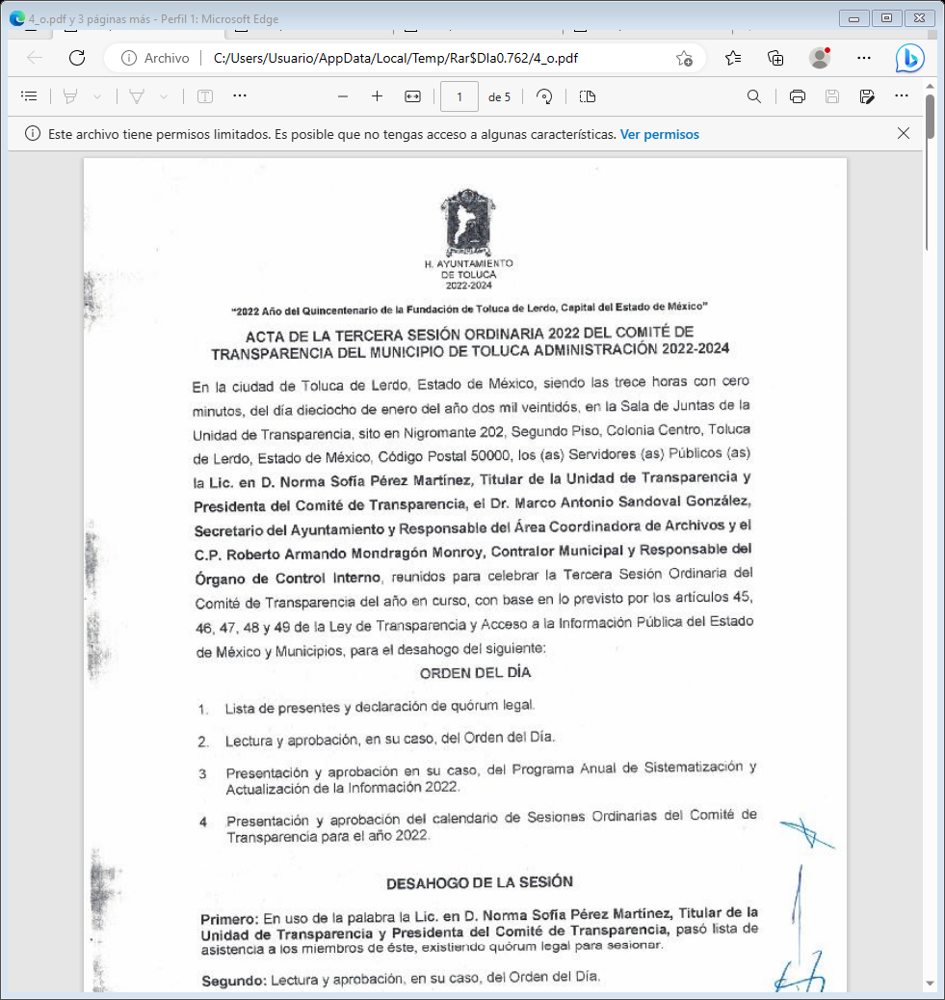 4_o.pdf y 3 páginas más - Perfil 1: Microsoft Edge
Archivo
C:/Users/Usuario/AppData/Local/Temp/Rar$DIa0.762/4_o.pdf
1
de 5
Este archivo tiene permisos limitados. Es posible que no tengas acceso a algunas características. Ver permisos
H. AYUNTAMIENTO
DE TOLUCA
2022-2024
"2022 Año del Quincentenario de la Fundación de Toluca de Lerdo, Capital del Estado de México"
ACTA DE LA TERCERA SESIÓN ORDINARIA 2022 DEL COMITÉ DE
TRANSPARENCIA DEL MUNICIPIO DE TOLUCA ADMINISTRACIÓN 2022-2024
En la ciudad de Toluca de Lerdo, Estado de México, siendo las trece horas con cero
minutos, del día dieciocho de enero del año dos mil veintidós, en la Sala de Juntas de la
Unidad de Transparencia, sito en Nigromante 202, Segundo Piso, Colonia Centro, Toluca
de Lerdo, Estado de México, Código Postal 50000, los (as) Servidores (as) Públicos (as)
la Lic. en D. Norma Sofía Pérez Martínez, Titular de la Unidad de Transparencia y
Presidenta del Comité de Transparencia, el Dr. Marco Antonio Sandoval González,
Secretario del Ayuntamiento y Responsable del Área Coordinadora de Archivos y el
C.P. Roberto Armando Mondragón Monroy, Contralor Municipal y Responsable del
Órgano de Control Interno, reunidos para celebrar la Tercera Sesión Ordinaria del
Comité de Transparencia del año en curso, con base en lo previsto por los artículos 45,
46, 47, 48 y 49 de la Ley de Transparencia y Acceso a la Información Pública del Estado
de México y Municipios, para el desahogo del siguiente:
ORDEN DEL DÍA
1. Lista de presentes y declaración de quórum legal.
2. Lectura y aprobación, en su caso, del Orden del Día.
3 Presentación y aprobación en su caso, del Programa Anual de Sistematización y
Actualización de la Información 2022.
4 Presentación y aprobación del calendario de Sesiones Ordinarias del Comité de
Transparencia para el año 2022.
DESAHOGO DE LA SESIÓN
Primero: En uso de la palabra la Lic. en D. Norma Sofía Pérez Martínez, Titular de la
Unidad de Transparencia y Presidenta del Comité de Transparencia, pasó lista de
asistencia a los miembros de éste, existiendo quórum legal para sesionar.
Segundo: Lectura y aprobación, en su caso, del Orden del Día.